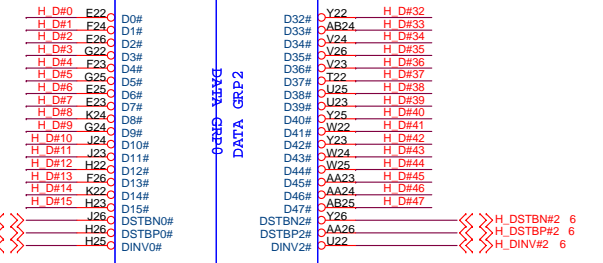 H_D#0 E22 D0# D32# Y22 H_D#32
H_D#1 F24 D1# D33# AB24 H_D#33
H_D#2 E26 D2# D34# V24 H_D#34
H_D#3 G22 D3# D35# V26 H_D#35
H_D#4 F23 D4# D36# V23 H_D#36
H_D#5 G25 D5# D37# T22 H_D#37
H_D#6 E25 D6# D38# U25 H_D#38
H_D#7 E23 D7# D39# U23 H_D#39
H_D#8 K24 D8# D40# Y25 H_D#40
H_D#9 G24 D9# D41# W22 H_D#41
H_D#10 J24 D10# D42# Y23 H_D#42
H_D#11 J23 D11# D43# W24 H_D#43
H_D#12 H22 D12# D44# W25 H_D#44
H_D#13 F26 D13# D45# AA23 H_D#45
H_D#14 K22 D14# D46# AA24 H_D#46
H_D#15 H23 D15# D47# AB25 H_D#47
J26 DSTBN0# DSTBN2# Y26 H_DSTBN#2 6
H26 DSTBP0# DSTBP2# AA26 H_DSTBP#2 6
H25 DINV0# DINV2# U22 H_DINV#2 6
DATA GRP0
DATA GRP2